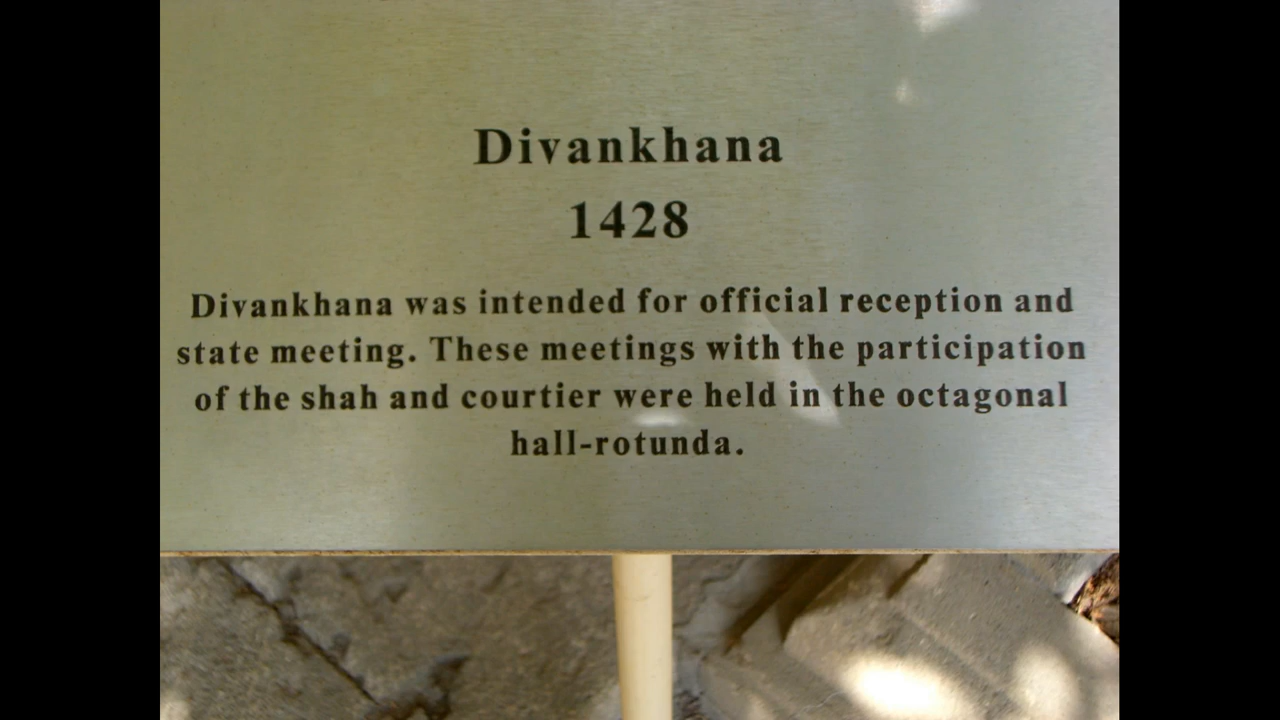 Divankhana
1428
Divankhana was intended for official reception and
state meeting. These meetings with the participation
of the shah and courtier were held in the octagonal
hall-rotunda.